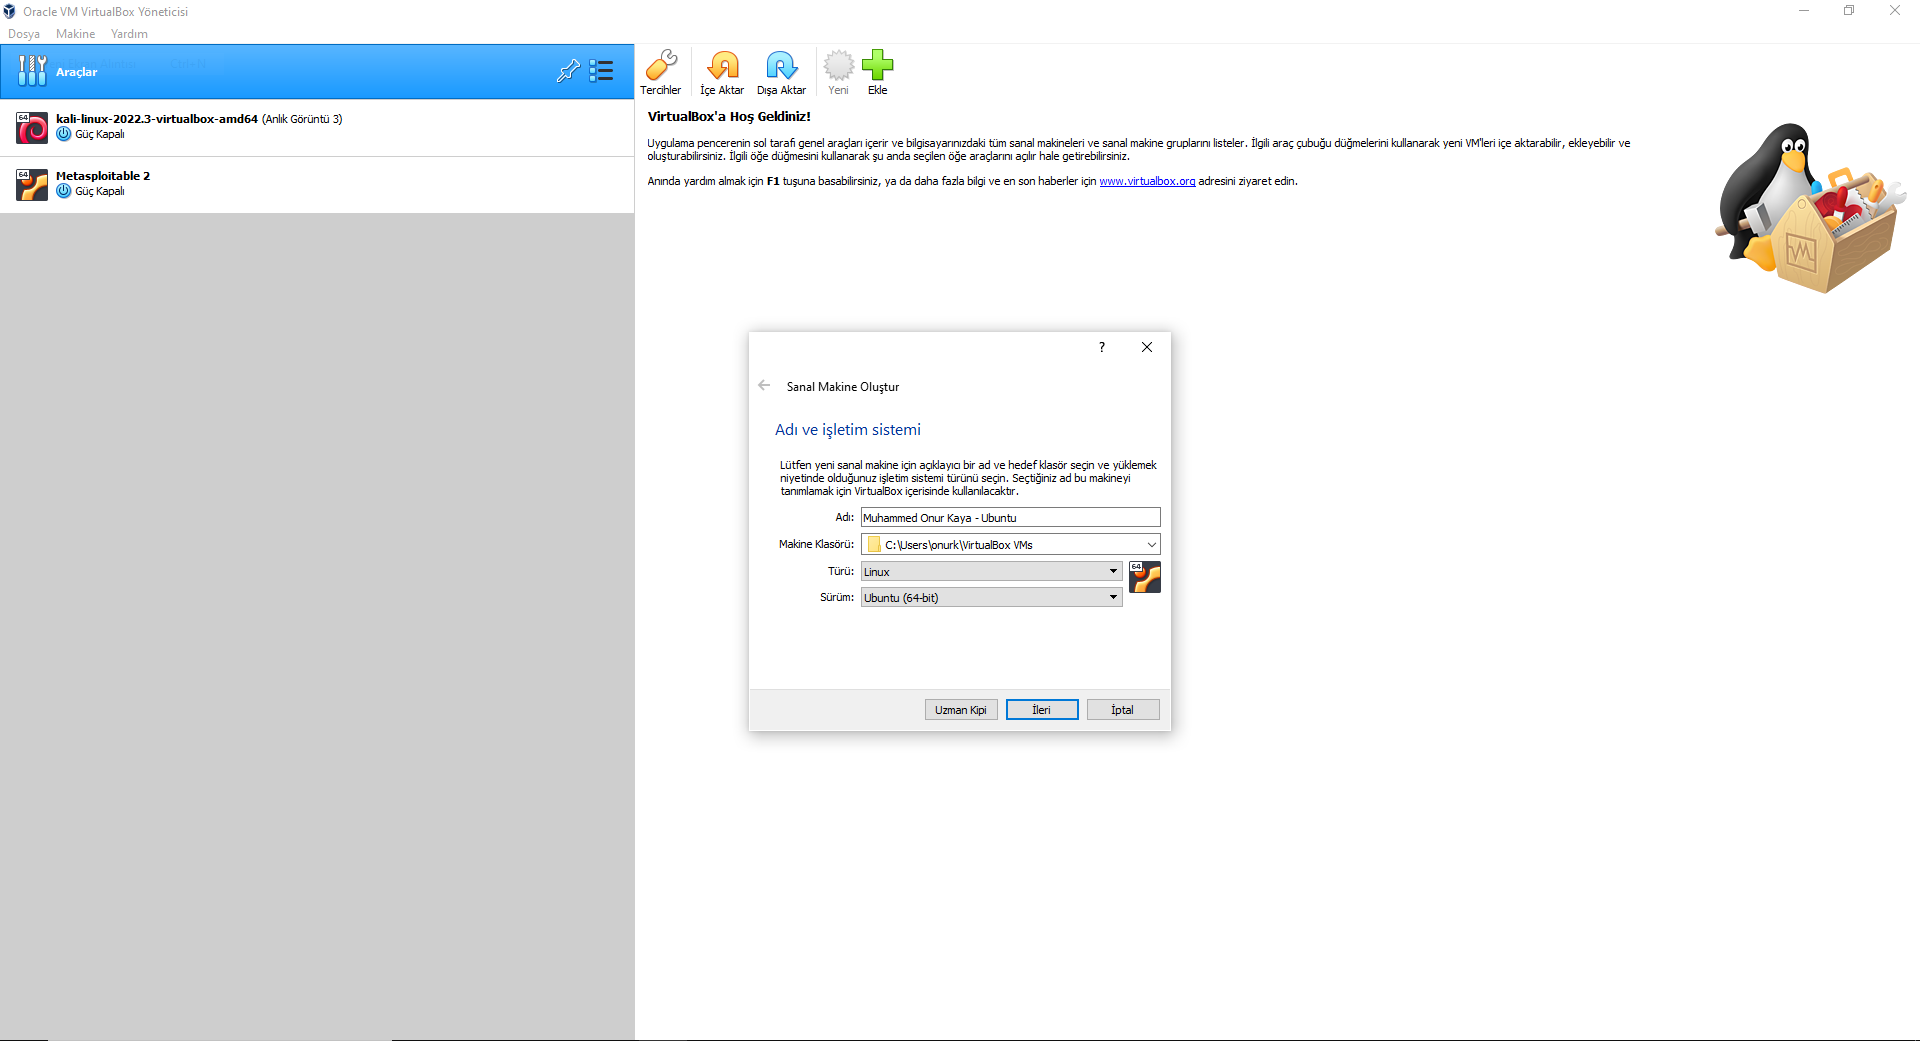 Oracle VM VirtualBox Yöneticisi
Dosya Makine Yardım
Araçlar
64
kali-linux-2022.3-virtualbox-amd64 (Anlık Görüntü 3)
Güç Kapalı
64
Metasploitable 2
Güç Kapalı
Tercihler İçe Aktar Dışa Aktar Yeni Ekle
VirtualBox'a Hoş Geldiniz!
Uygulama pencerenin sol tarafı genel araçları içerir ve bilgisayarınızdaki tüm sanal makineleri ve sanal makine gruplarını listeler. İlgili araç çubuğu düğmelerini kullanarak yeni VM'leri içe aktarabilir, ekleyebilir ve
oluşturabilirsiniz. İlgili öğe düğmesini kullanarak şu anda seçilen öğe araçlarını açılır hale getirebilirsiniz.
Anında yardım almak için F1 tuşuna basabilirsiniz, ya da daha fazla bilgi ve en son haberler için www.virtualbox.org adresini ziyaret edin.
?
Sanal Makine Oluştur
Adı ve işletim sistemi
Lütfen yeni sanal makine için açıklayıcı bir ad ve hedef klasör seçin ve yüklemek
niyetinde olduğunuz işletim sistemi türünü seçin. Seçtiğiniz ad bu makineyi
tanımlamak için VirtualBox içerisinde kullanılacaktır.
Adı: Muhammed Onur Kaya - Ubuntu
Makine Klasörü: C:\Users\onurk\VirtualBox VMs
Türü: Linux
64
Sürüm: Ubuntu (64-bit)
Uzman Kipi İleri İptal